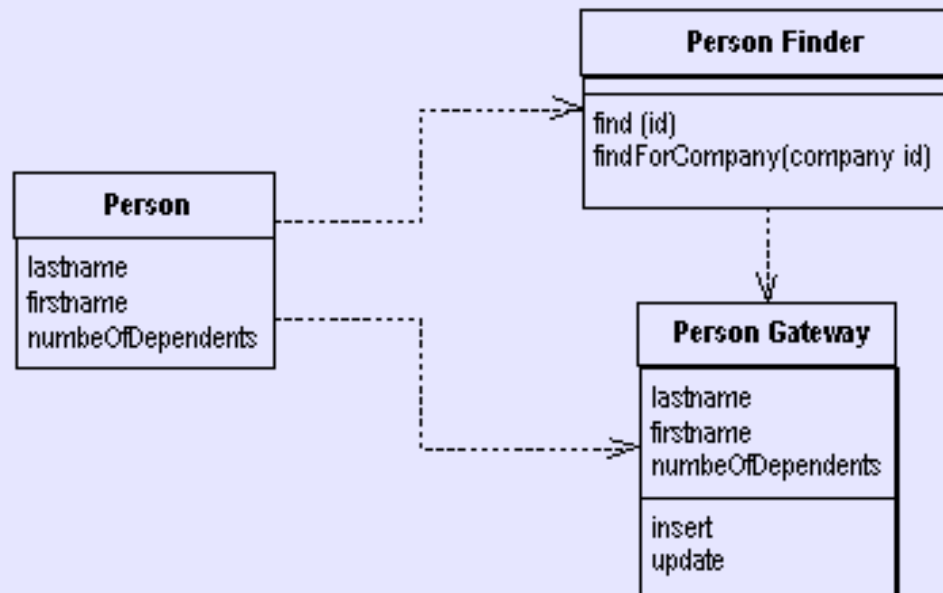 Person Finder
find (id)
findForCompany(company id)
Person
lastname
firstname
numbeOfDependents
Person Gateway
lastname
firstname
numbeOfDependents
insert
update